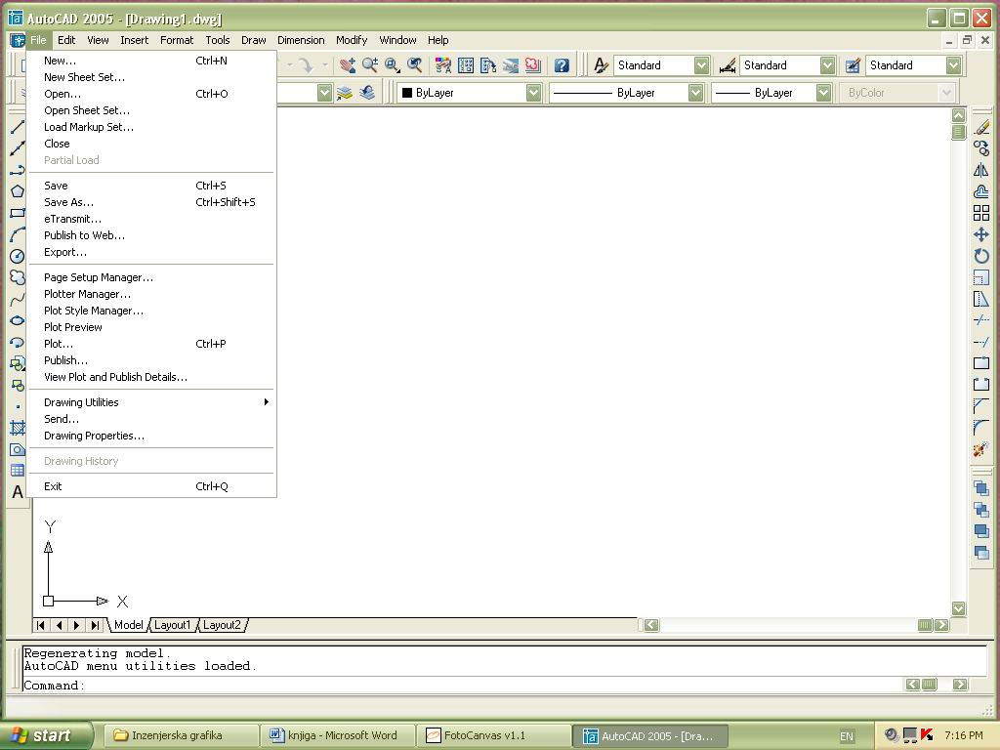 AutoCAD 2005 - [Drawing1.dwg]
File Edit View Insert Format Tools Draw Dimension Modify Window Help
New... Ctrl+N
New Sheet Set...
Open... Ctrl+O
Open Sheet Set...
Load Markup Set...
Close
Partial Load
Save Ctrl+S
Save As... Ctrl+Shift+S
eTransmit...
Publish to Web...
Export...
Page Setup Manager...
Plotter Manager...
Plot Style Manager...
Plot Preview
Plot... Ctrl+P
Publish...
View Plot and Publish Details...
Drawing Utilities
Send...
Drawing Properties...
Drawing History
Exit Ctrl+Q
Standard Standard Standard
ByLayer ByLayer ByLayer ByColor
A
Y
X
Model Layout1 Layout2
Regenerating model.
AutoCAD menu utilities loaded.
Command:
start Inzenjerska grafika knjiga - Microsoft Word FotoCanvas v1.1 AutoCAD 2005 - [Dra... EN 7:16 PM